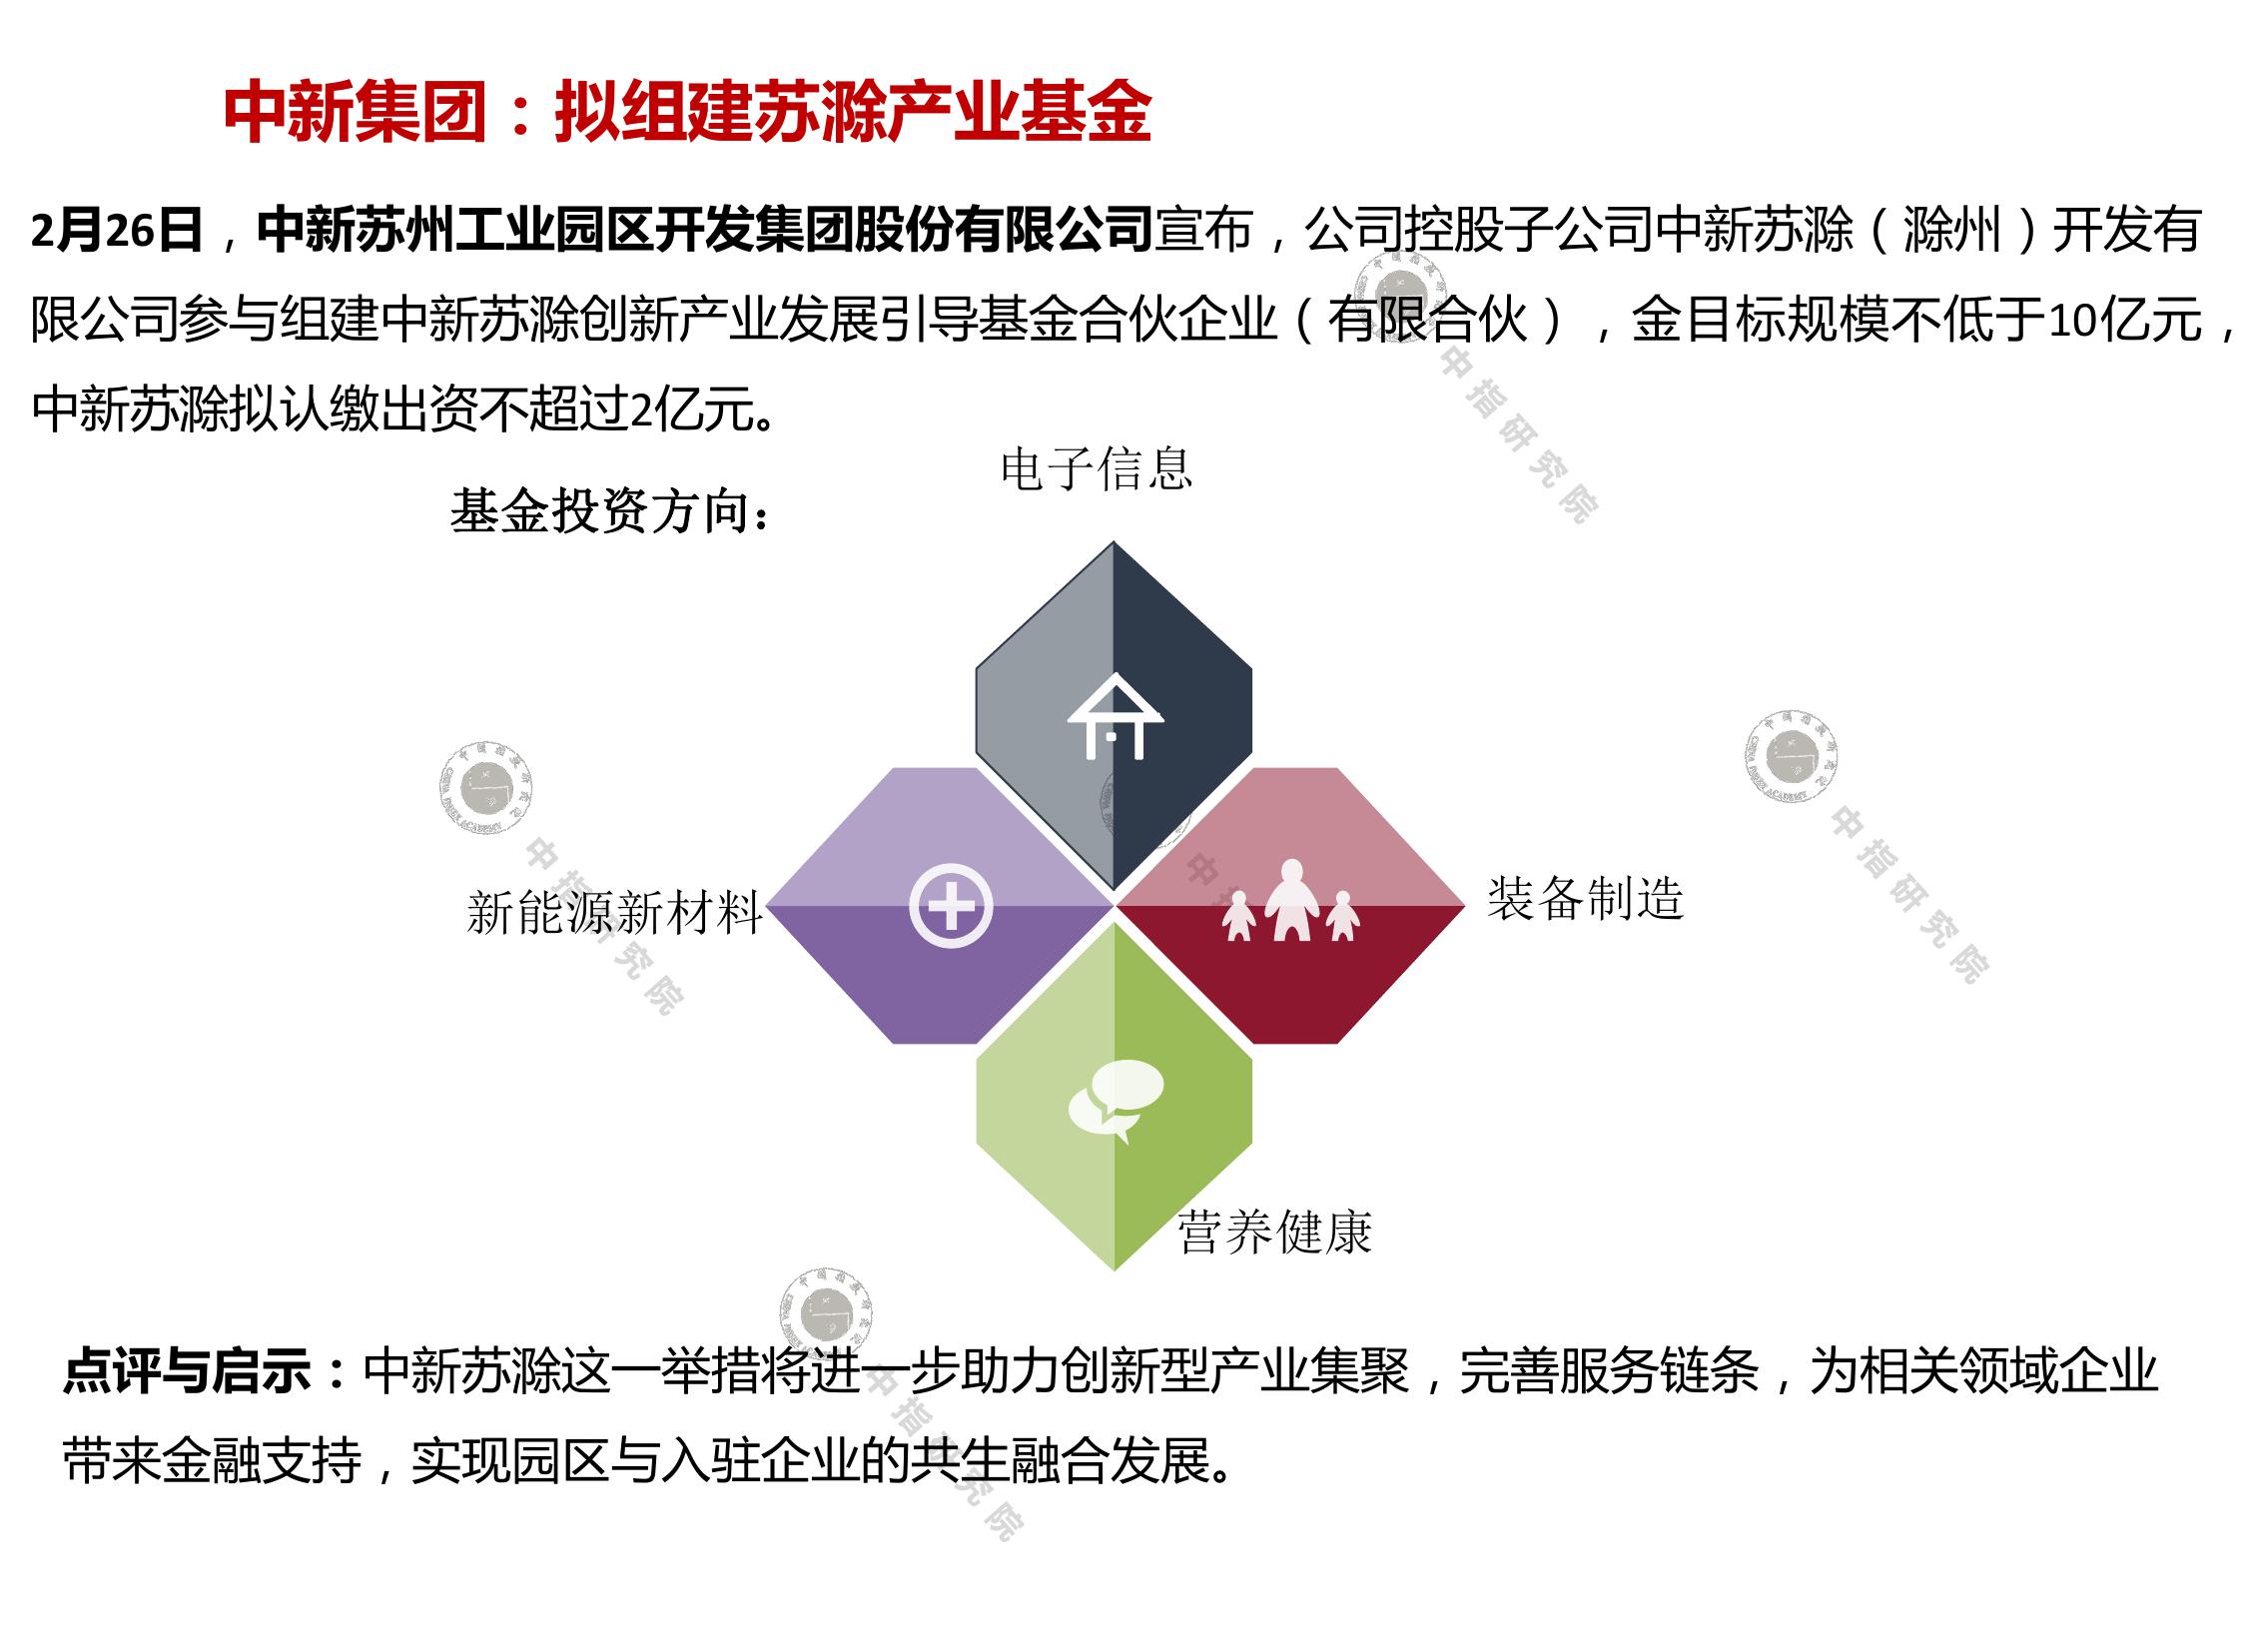 中新集团：拟组建苏滁产业基金
2月26日，中新苏州工业园区开发集团股份有限公司宣布，公司控股子公司中新苏滁（滁州）开发有
限公司参与组建中新苏滁创新产业发展引导基金合伙企业（有限合伙），金目标规模不低于10亿元，
中新苏滁拟认缴出资不超过2亿元。
电子信息
基金投资方向：
新能源新材料
装备制造
营养健康
点评与启示：中新苏滁这一举措将进一步助力创新型产业集聚，完善服务链条，为相关领域企业
带来金融支持，实现园区与入驻企业的共生融合发展。
中指研究院
中指研究院
中指研究院
中指研究院